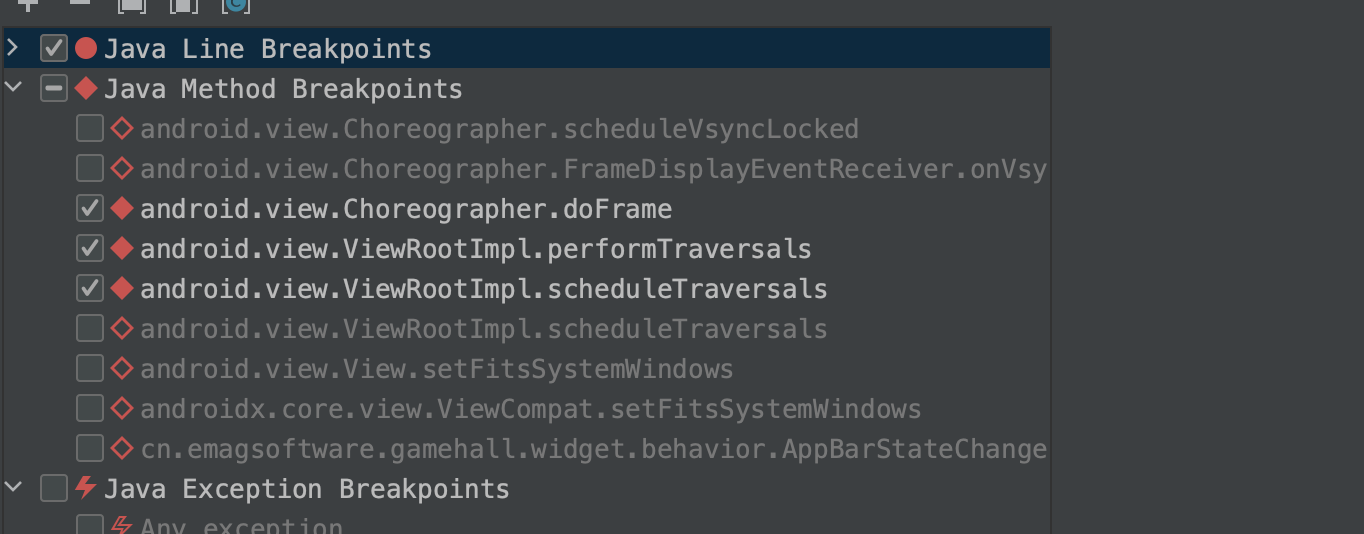 Java Line Breakpoints
Java Method Breakpoints
android.view.Choreographer.scheduleVsyncLocked
android.view.Choreographer.FrameDisplayEventReceiver.onVsy
android.view.Choreographer.doFrame
android.view.ViewRootImpl.performTraversals
android.view.ViewRootImpl.scheduleTraversals
android.view.ViewRootImpl.scheduleTraversals
android.view.View.setFitsSystemWindows
androidx.core.view.ViewCompat.setFitsSystemWindows
cn.emagsoftware.gamehall.widget.behavior.AppBarStateChange
Java Exception Breakpoints
Any exception